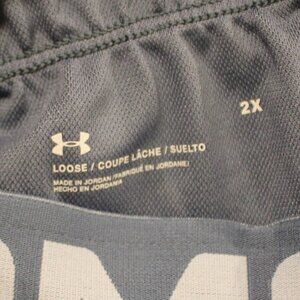 2X
LOOSE / COUPE LÂCHE / SUELTO
MADE IN JORDAN/FABRIQUÉ EN JORDANIE/
HECHO EN JORDANIA